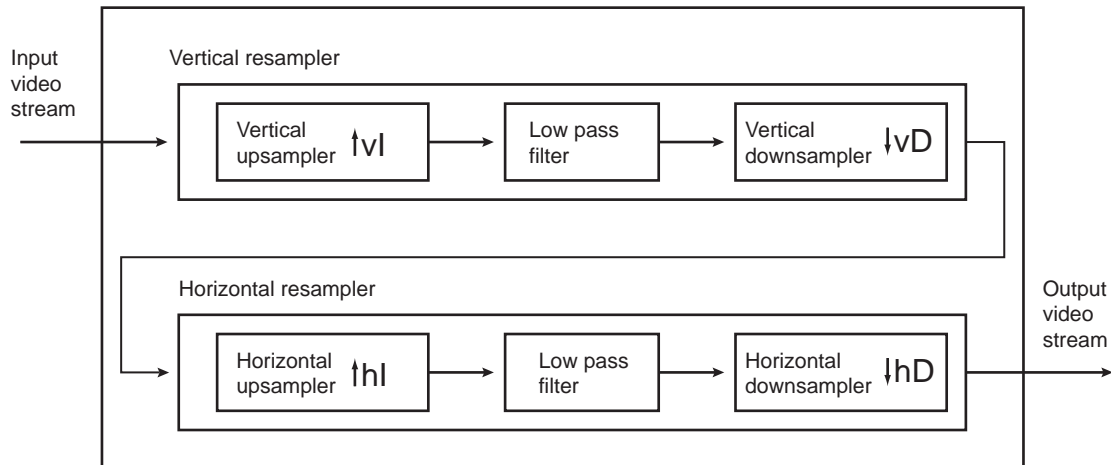 Input
video
stream
Vertical resampler
Vertical
upsampler
↑vI
Low pass
filter
Vertical
downsampler
↓vD
Horizontal resampler
Horizontal
upsampler
↑hI
Low pass
filter
Horizontal
downsampler
↓hD
Output
video
stream